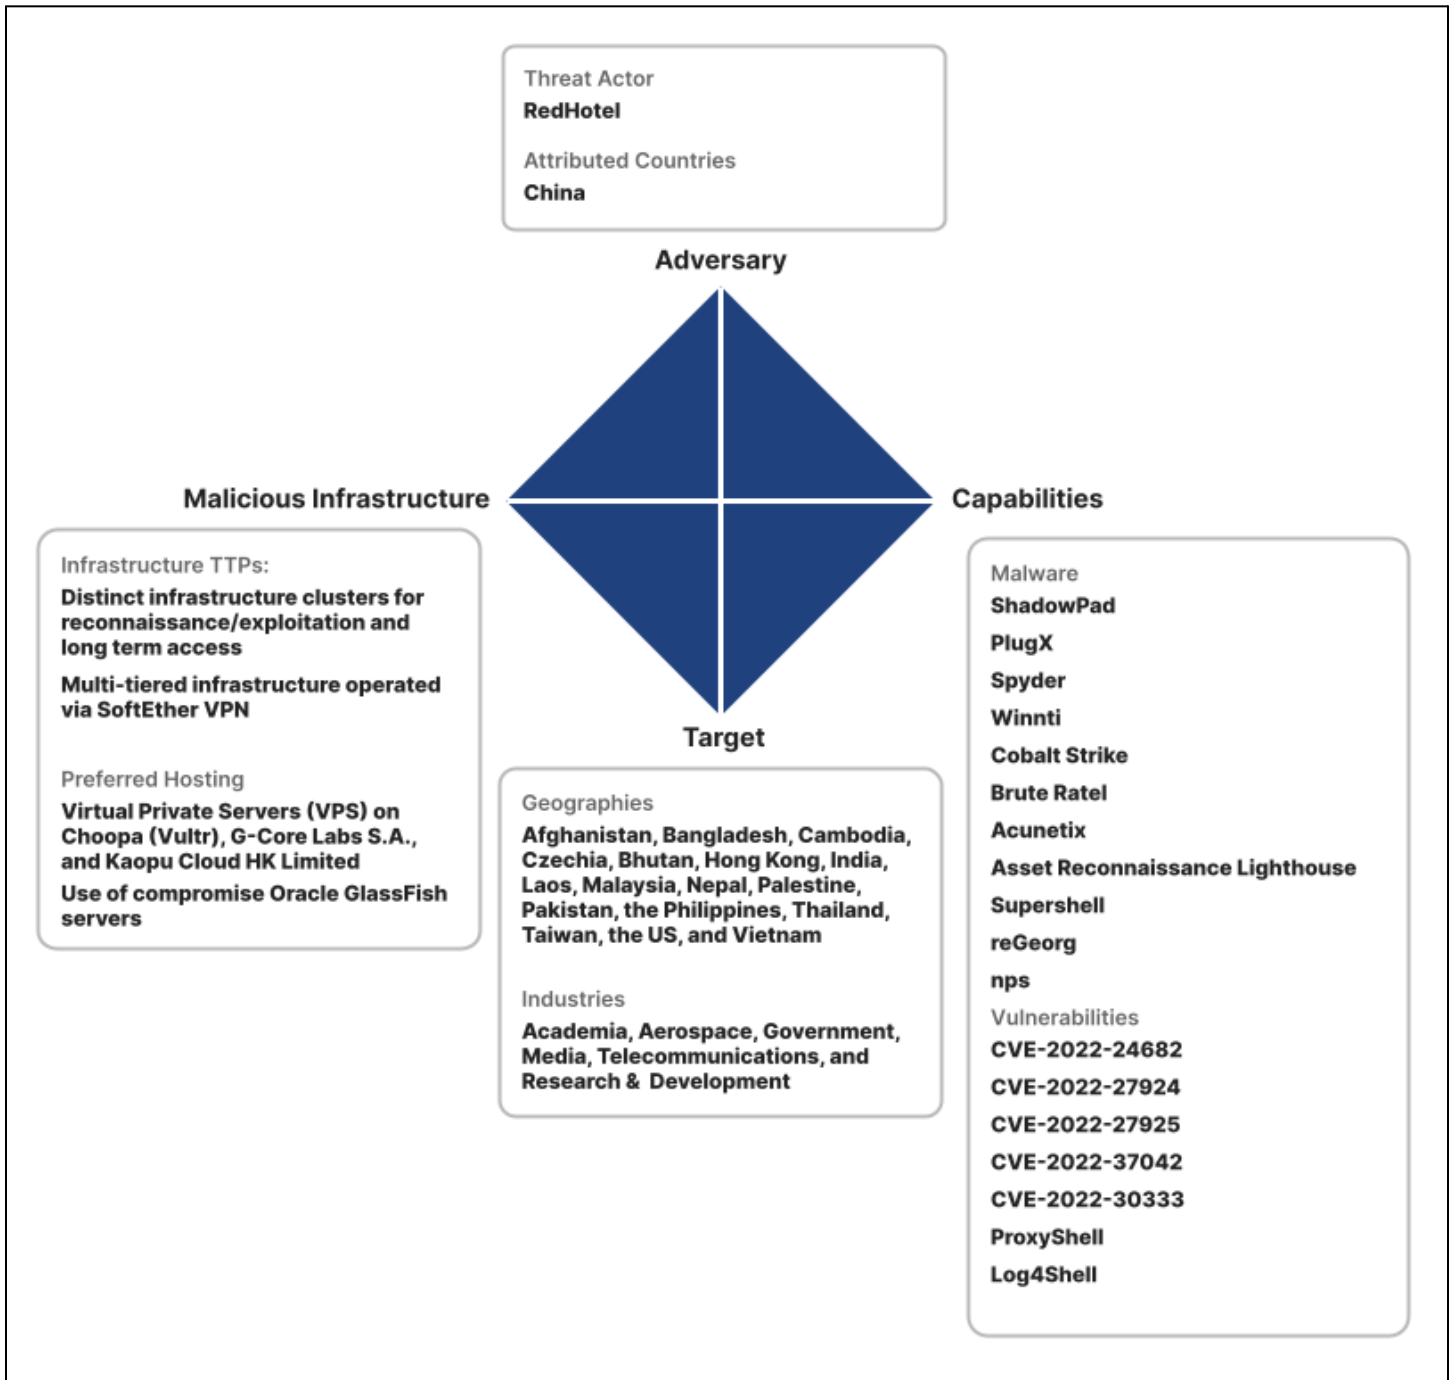 Threat Actor
RedHotel
Attributed Countries
China
Adversary
Malicious Infrastructure
Capabilities
Infrastructure TTPs:
Distinct infrastructure clusters for
reconnaissance/exploitation and
long term access
Multi-tiered infrastructure operated
via SoftEther VPN
Preferred Hosting
Virtual Private Servers (VPS) on
Choopa (Vultr), G-Core Labs S.A.,
and Kaopu Cloud HK Limited
Use of compromise Oracle GlassFish
servers
Target
Geographies
Afghanistan, Bangladesh, Cambodia,
Czechia, Bhutan, Hong Kong, India,
Laos, Malaysia, Nepal, Palestine,
Pakistan, the Philippines, Thailand,
Taiwan, the US, and Vietnam
Industries
Academia, Aerospace, Government,
Media, Telecommunications, and
Research & Development
Malware
ShadowPad
PlugX
Spyder
Winnti
Cobalt Strike
Brute Ratel
Acunetix
Asset Reconnaissance Lighthouse
Supershell
reGeorg
nps
Vulnerabilities
CVE-2022-24682
CVE-2022-27924
CVE-2022-27925
CVE-2022-37042
CVE-2022-30333
ProxyShell
Log4Shell